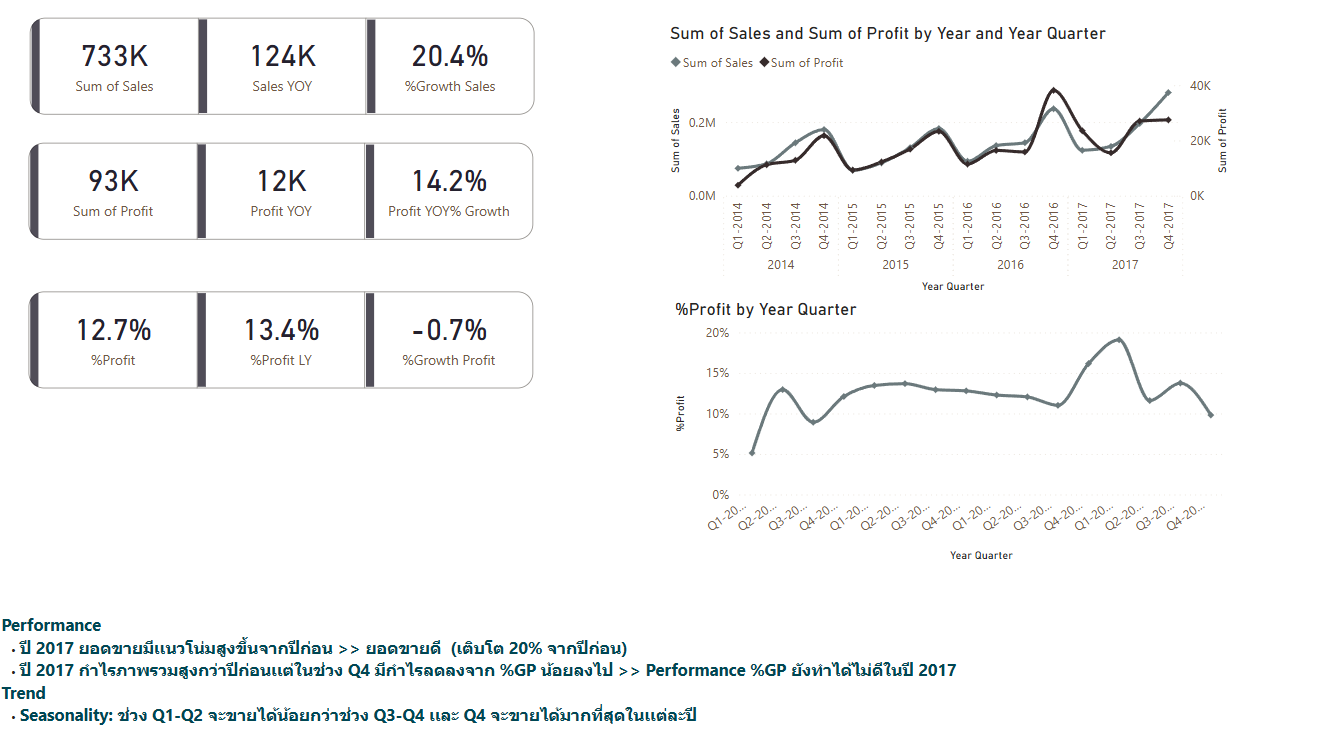 733K
Sum of Sales
124K
Sales YOY
20.4%
%Growth Sales
93K
Sum of Profit
12K
Profit YOY
14.2%
Profit YOY% Growth
12.7%
%Profit
13.4%
%Profit LY
-0.7%
%Growth Profit
Sum of Sales and Sum of Profit by Year and Year Quarter
Sum of Sales Sum of Profit
Sum of Sales
0.2M
0.0M
40K
20K
0K
Sum of Profit
Q1-2014
Q2-2014
Q3-2014
Q4-2014
Q1-2015
Q2-2015
Q3-2015
Q4-2015
Q1-2016
Q2-2016
Q3-2016
Q4-2016
Q1-2017
Q2-2017
Q3-2017
Q4-2017
2014 2015 2016 2017
Year Quarter
%Profit by Year Quarter
%Profit
20%
15%
10%
5%
0%
Q1-20...
Q2-20...
Q3-20...
Q4-20...
Q1-20...
Q2-20...
Q3-20...
Q4-20...
Q1-20...
Q2-20...
Q3-20...
Q4-20...
Q1-20...
Q2-20...
Q3-20...
Q4-20...
Year Quarter
Performance
• ปี 2017 ยอดขายมีแนวโน่มสูงขึ้นจากปีก่อน >> ยอดขายดี (เติบโต 20% จากปีก่อน)
• ปี 2017 กำไรภาพรวมสูงกว่าปีก่อนแต่ในช่วง Q4 มีกำไรลดลงจาก %GP น้อยลงไป >> Performance %GP ยังทำได้ไม่ดีในปี 2017
Trend
• Seasonality: ช่วง Q1-Q2 จะขายได้น้อยกว่าช่วง Q3-Q4 และ Q4 จะขายได้มากที่สุดในแต่ละปี